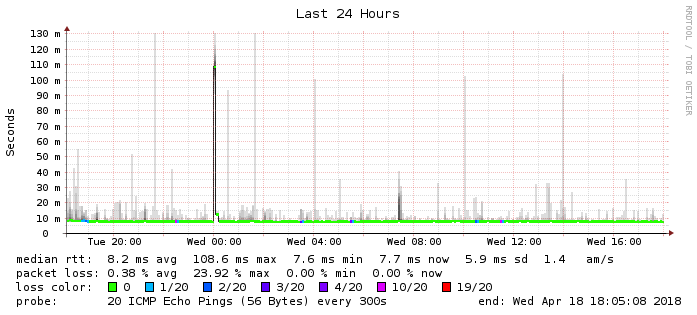 Last 24 Hours
RRDTOOL / TOBI OETIKER
Seconds
130 m
120 m
110 m
100 m
90 m
80 m
70 m
60 m
50 m
40 m
30 m
20 m
10 m
0
Tue 20:00 Wed 00:00 Wed 04:00 Wed 08:00 Wed 12:00 Wed 16:00
median rtt: 8.2 ms avg 108.6 ms max 7.6 ms min 7.7 ms now 5.9 ms sd 1.4 am/s
packet loss: 0.38 % avg 23.92 % max 0.00 % min 0.00 % now
loss color: 0 1/20 2/20 3/20 4/20 10/20 19/20
probe: 20 ICMP Echo Pings (56 Bytes) every 300s end: Wed Apr 18 18:05:08 2018